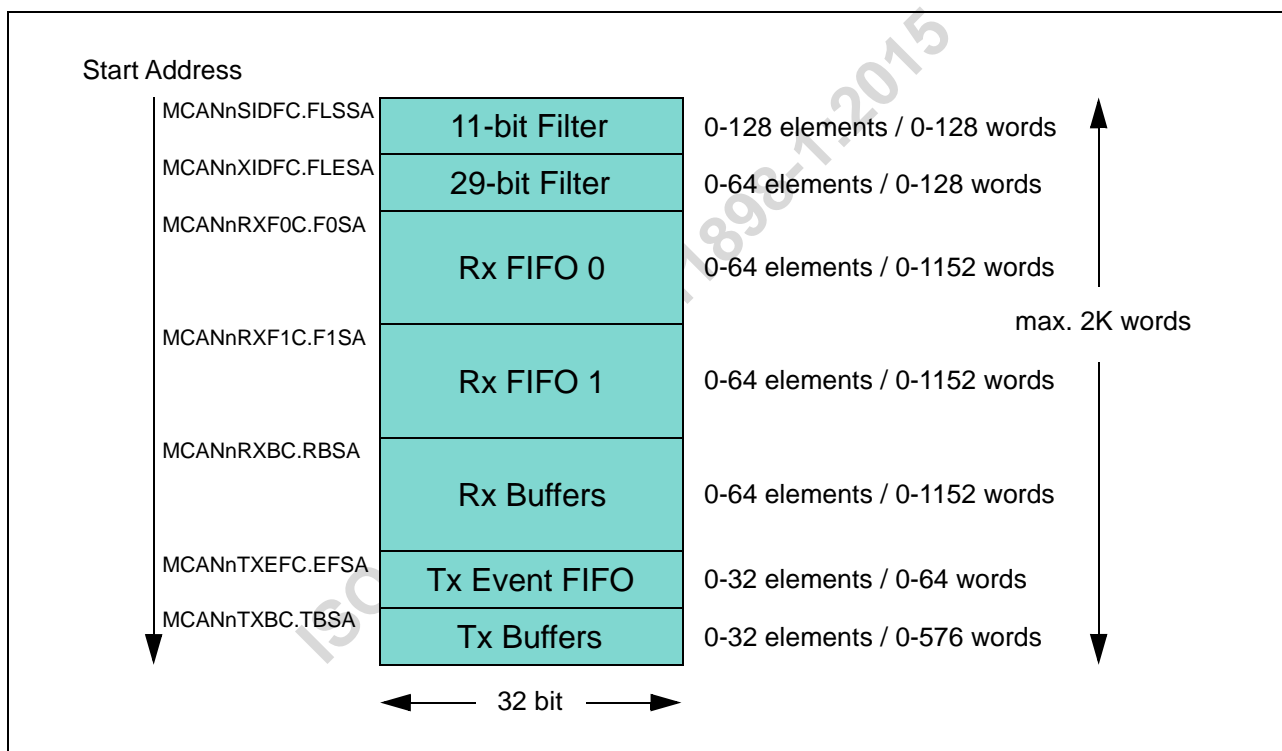 Start Address
MCANnSIDFC.FLSSA
11-bit Filter
0-128 elements / 0-128 words
MCANnXIDFC.FLESA
29-bit Filter
0-64 elements / 0-128 words
MCANnRXF0C.F0SA
Rx FIFO 0
0-64 elements / 0-1152 words
max. 2K words
MCANnRXF1C.F1SA
Rx FIFO 1
0-64 elements / 0-1152 words
MCANnRXBC.RBSA
Rx Buffers
0-64 elements / 0-1152 words
MCANnTXEFC.EFSA
Tx Event FIFO
0-32 elements / 0-64 words
MCANnTXBC.TBSA
Tx Buffers
0-32 elements / 0-576 words
32 bit
ISO
11898-1:2015